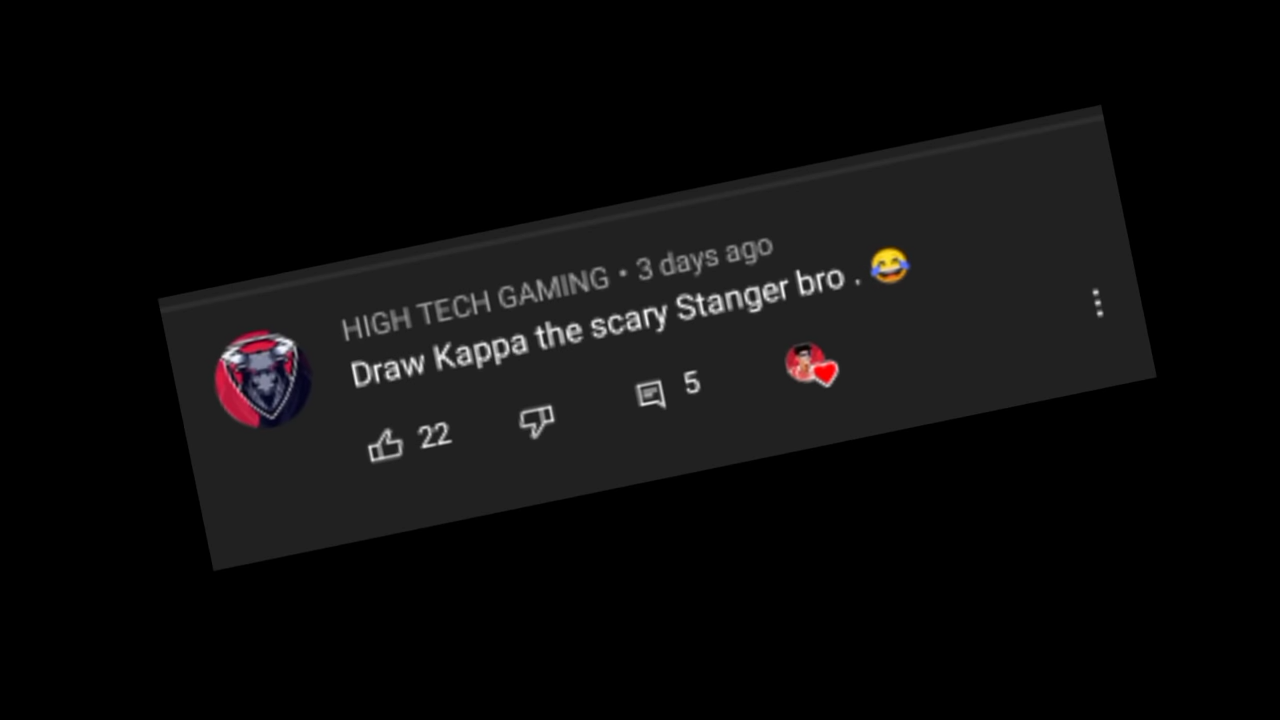 HIGH TECH GAMING • 3 days ago
Draw Kappa the scary Stanger bro . 😂
22 5